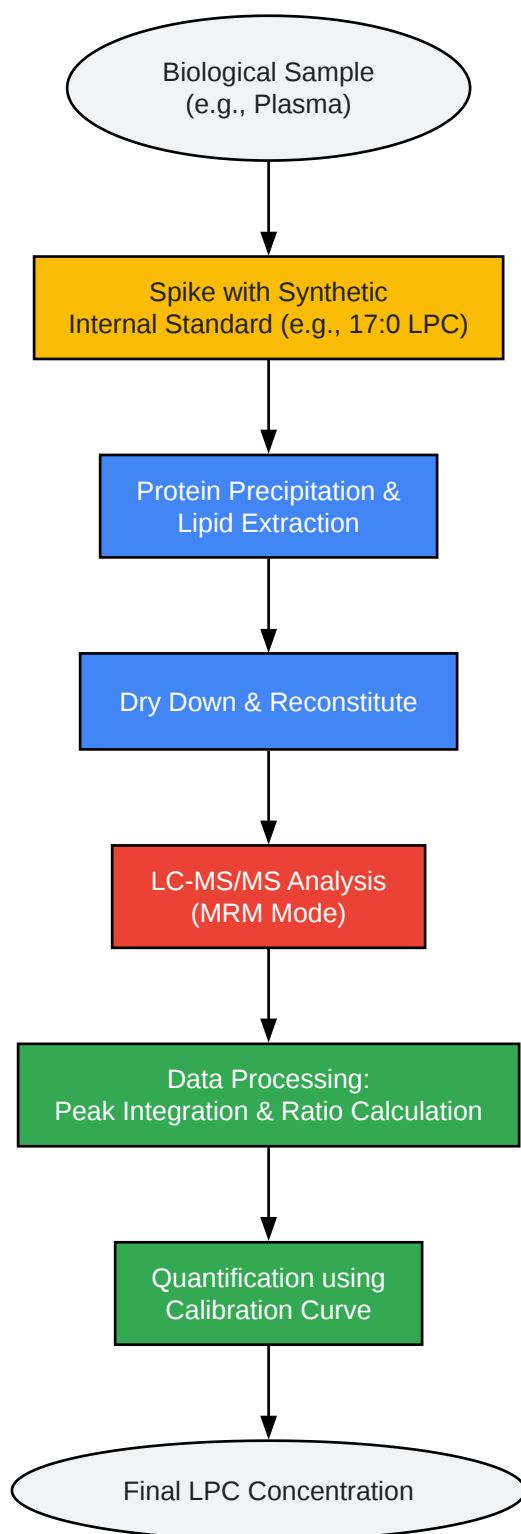 Biological Sample
(e.g., Plasma)
Spike with Synthetic
Internal Standard (e.g., 17:0 LPC)
Protein Precipitation &
Lipid Extraction
Dry Down & Reconstitute
LC-MS/MS Analysis
(MRM Mode)
Data Processing:
Peak Integration & Ratio Calculation
Quantification using
Calibration Curve
Final LPC Concentration